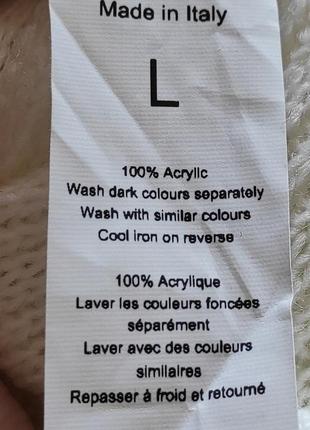 Made in Italy
L
100% Acrylic
Wash dark colours separately
Wash with similar colours
Cool iron on reverse
100% Acrylique
Laver les couleurs foncées
séparément
Laver avec des couleurs
similaires
Repasser à froid et retourné